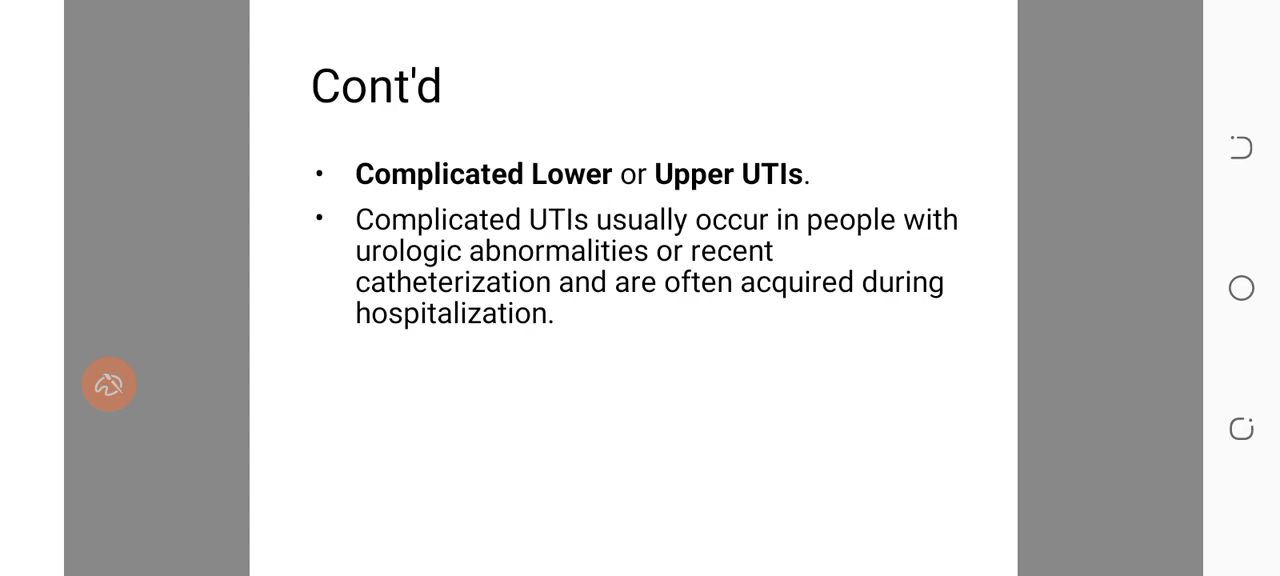 Cont'd
• Complicated Lower or Upper UTIs.
• Complicated UTIs usually occur in people with
urologic abnormalities or recent
catheterization and are often acquired during
hospitalization.